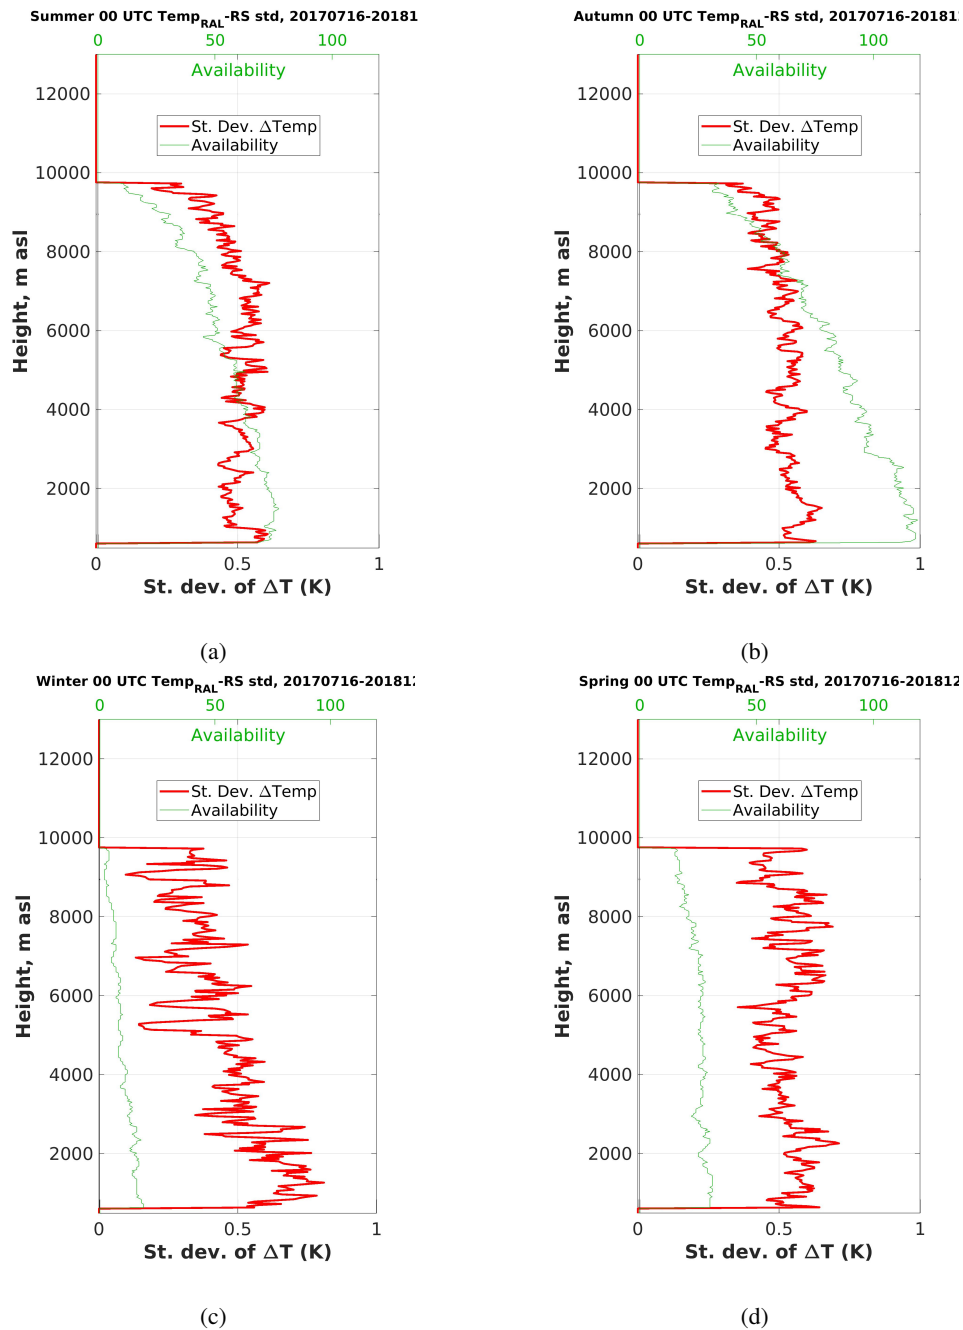 Summer 00 UTC Temp_RAL-RS std, 20170716-20181
0 50 100
Availability
12000
St. Dev. ΔTemp
Availability
10000
8000
6000
4000
2000
Height, m asl
0 0.5 1
St. dev. of ΔT (K)
(a)
Autumn 00 UTC Temp_RAL-RS std, 20170716-20181
0 50 100
Availability
12000
St. Dev. ΔTemp
Availability
10000
8000
6000
4000
2000
Height, m asl
0 0.5 1
St. dev. of ΔT (K)
(b)
Winter 00 UTC Temp_RAL-RS std, 20170716-20181
0 50 100
Availability
12000
St. Dev. ΔTemp
Availability
10000
8000
6000
4000
2000
Height, m asl
0 0.5 1
St. dev. of ΔT (K)
(c)
Spring 00 UTC Temp_RAL-RS std, 20170716-201812
0 50 100
Availability
12000
St. Dev. ΔTemp
Availability
10000
8000
6000
4000
2000
Height, m asl
0 0.5 1
St. dev. of ΔT (K)
(d)